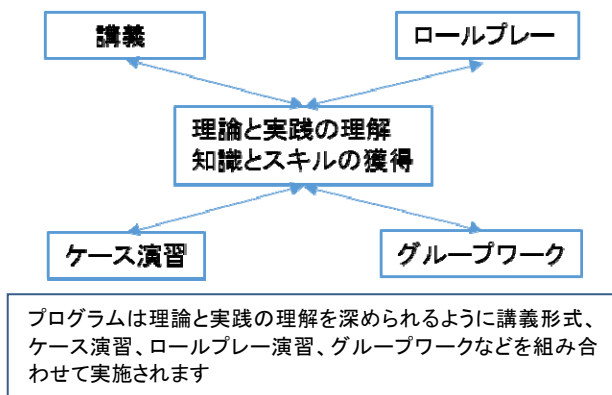 講義
ロールプレー
理論と実践の理解
知識とスキルの獲得
ケース演習
グループワーク
プログラムは理論と実践の理解を深められるように講義形式、
ケース演習、ロールプレー演習、グループワークなどを組み合
わせて実施されます